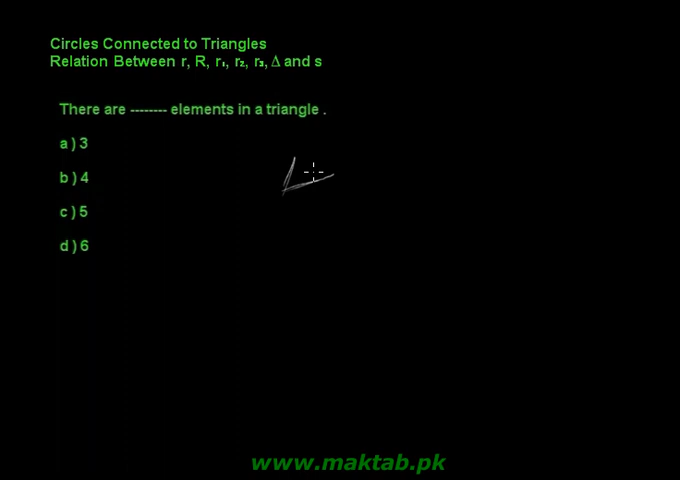 Circles Connected to Triangles
Relation Between r, R, r₁, r₂, r₃, Δ and s
There are -------- elements in a triangle .
a ) 3
b ) 4
c ) 5
d ) 6
www.maktab.pk